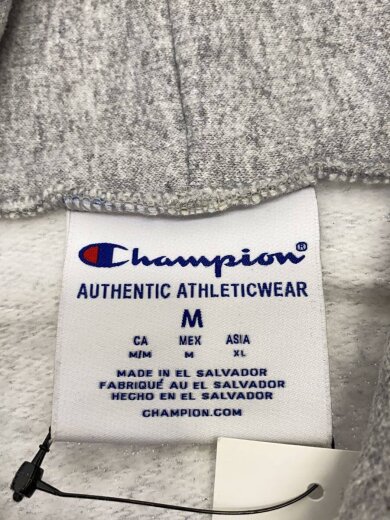 Champion®
AUTHENTIC ATHLETICWEAR
M
CA MEX ASIA
M/M M XL
MADE IN EL SALVADOR
FABRIQUÉ AU EL SALVADOR
HECHO EN EL SALVADOR
CHAMPION.COM